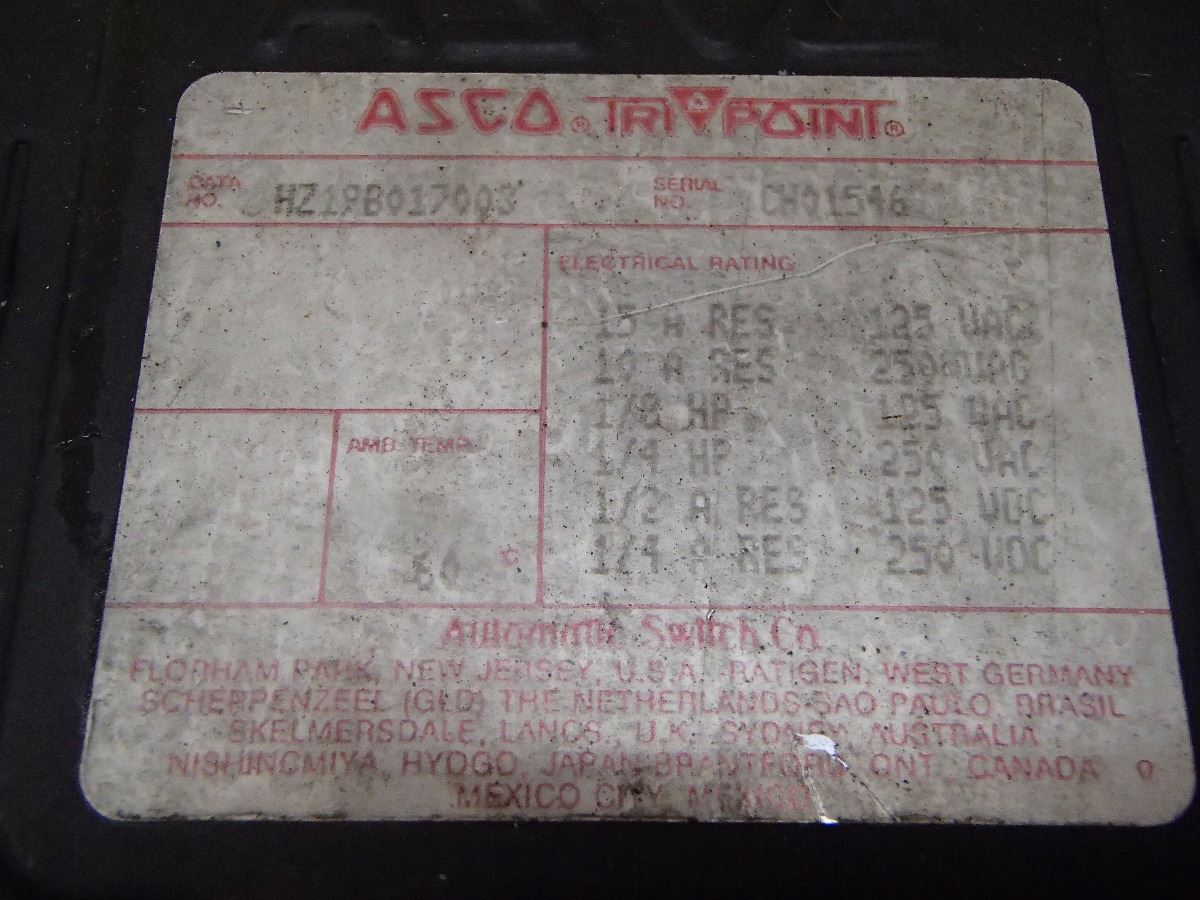 ASCO® TRI POINT®
DATA NO. HZ19B017003 SERIAL NO. CH01546
ELECTRICAL RATING
15 A RES 125 VAC
10 A RES 250 VAC
1/8 HP 125 VAC
1/4 HP 250 VAC
AMB TEMP.
1/2 A RES 125 VDC
1/4 A RES 250 VDC
C
Automatic Switch Co.
FLORHAM PARK, NEW JERSEY, U.S.A. RATIGEN, WEST GERMANY
SCHERPENZEEL (GLD) THE NETHERLANDS SAO PAULO, BRASIL
SKELMERSDALE, LANCS., U.K. SYDNEY, AUSTRALIA
NISHINOMIYA, HYOGO, JAPAN BRANTFORD, ONT., CANADA
MEXICO CITY, MEXICO